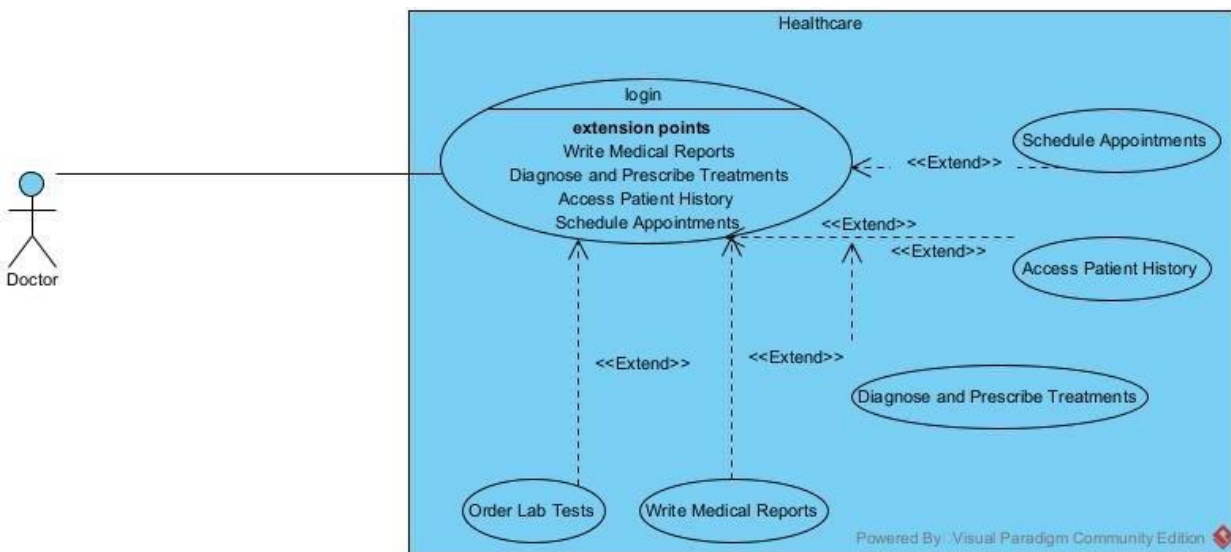 Healthcare
login
extension points
Write Medical Reports
Diagnose and Prescribe Treatments
Access Patient History
Schedule Appointments
Doctor
<<Extend>>
Schedule Appointments
<<Extend>>
<<Extend>>
Access Patient History
<<Extend>>
<<Extend>>
Diagnose and Prescribe Treatments
Order Lab Tests
Write Medical Reports
Powered By Visual Paradigm Community Edition